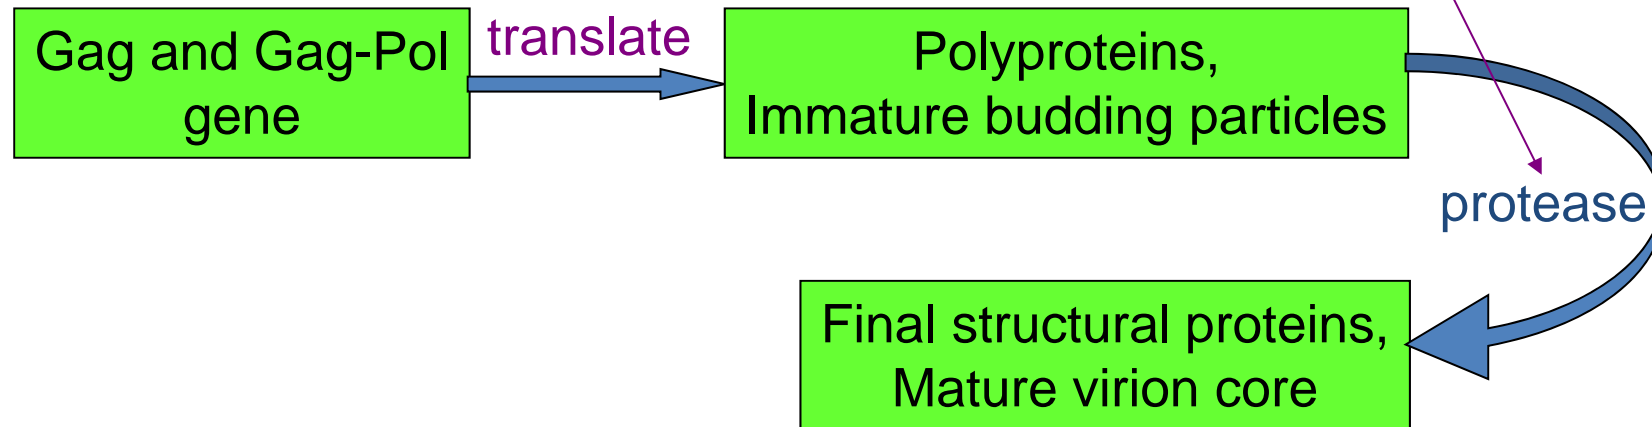 Gag and Gag-Pol
gene
translate
Polyproteins,
Immature budding particles
protease
Final structural proteins,
Mature virion core